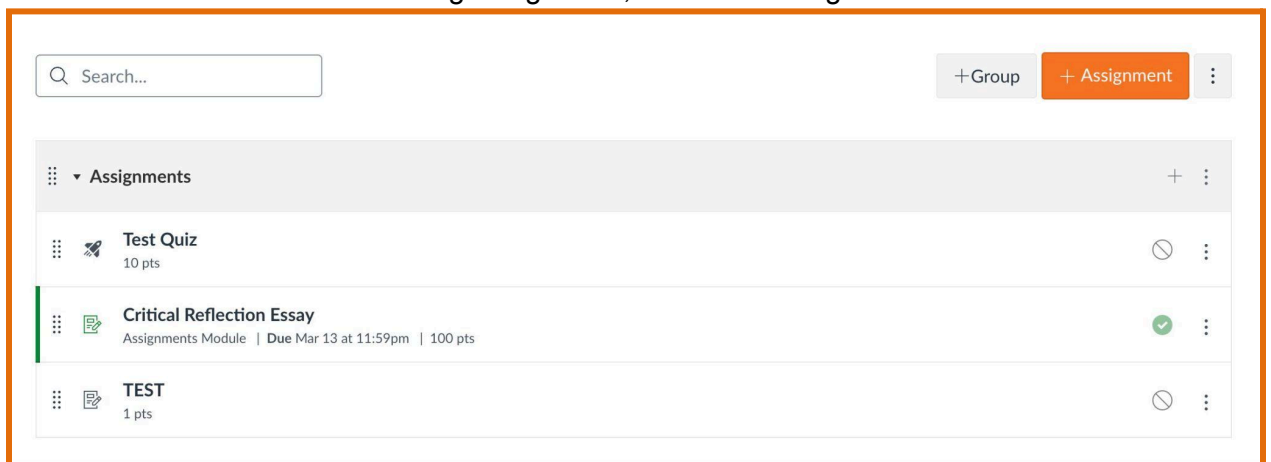 Search...
+Group
+ Assignment
Assignments
Test Quiz
10 pts
Critical Reflection Essay
Assignments Module | Due Mar 13 at 11:59pm | 100 pts
TEST
1 pts